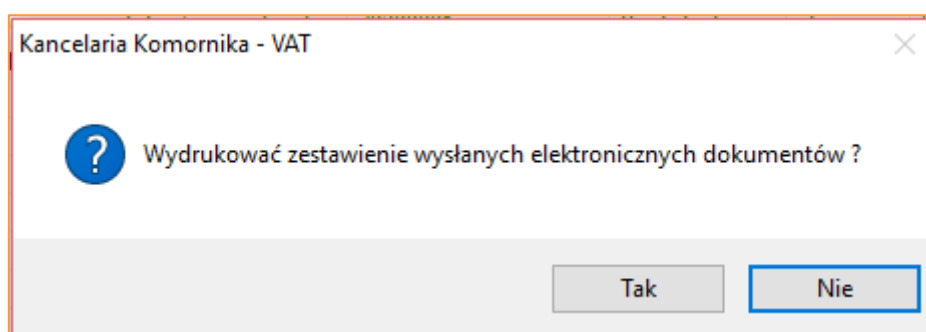 Kancelaria Komornika - VAT
?
Wydrukować zestawienie wysłanych elektronicznych dokumentów ?
Tak
Nie